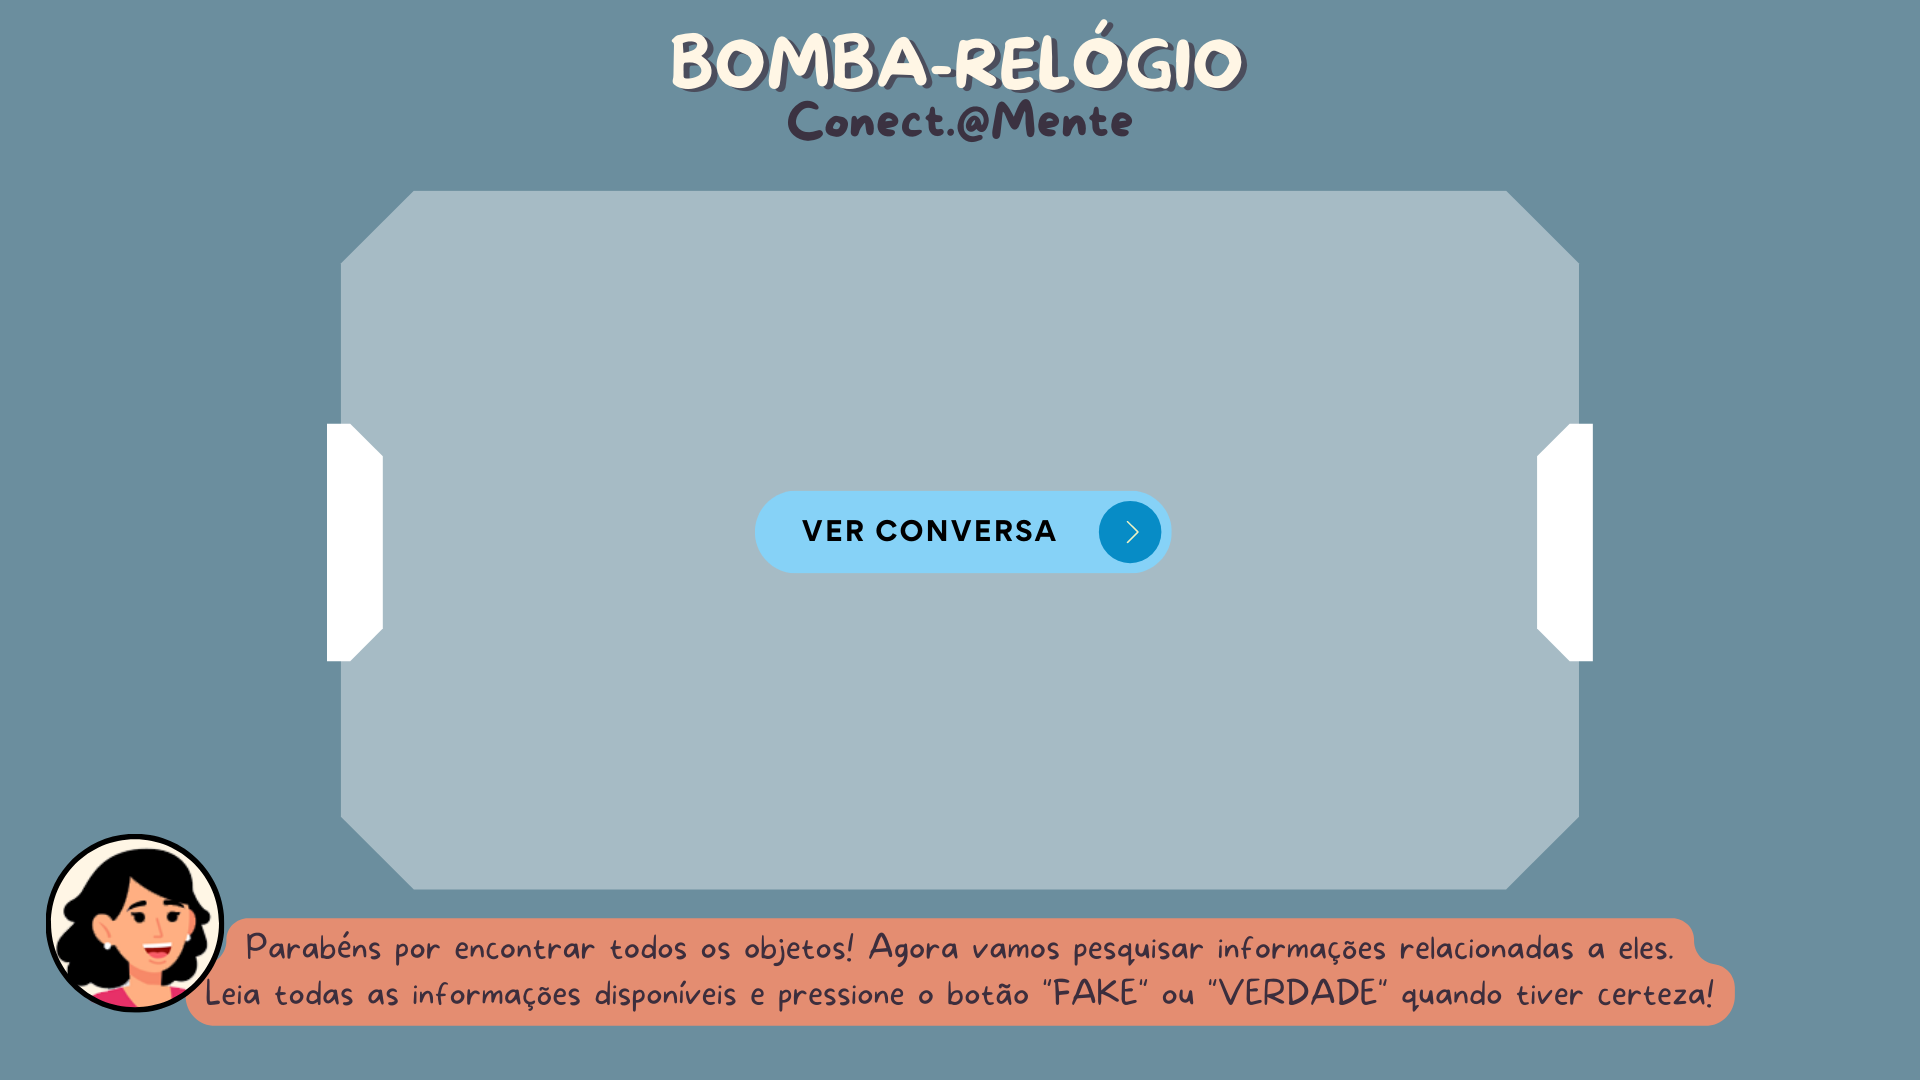 BOMBA-RELÓGIO
Conect.@Mente
VER CONVERSA
Parabéns por encontrar todos os objetos! Agora vamos pesquisar informações relacionadas a eles.
Leia todas as informações disponíveis e pressione o botão "FAKE" ou "VERDADE" quando tiver certeza!